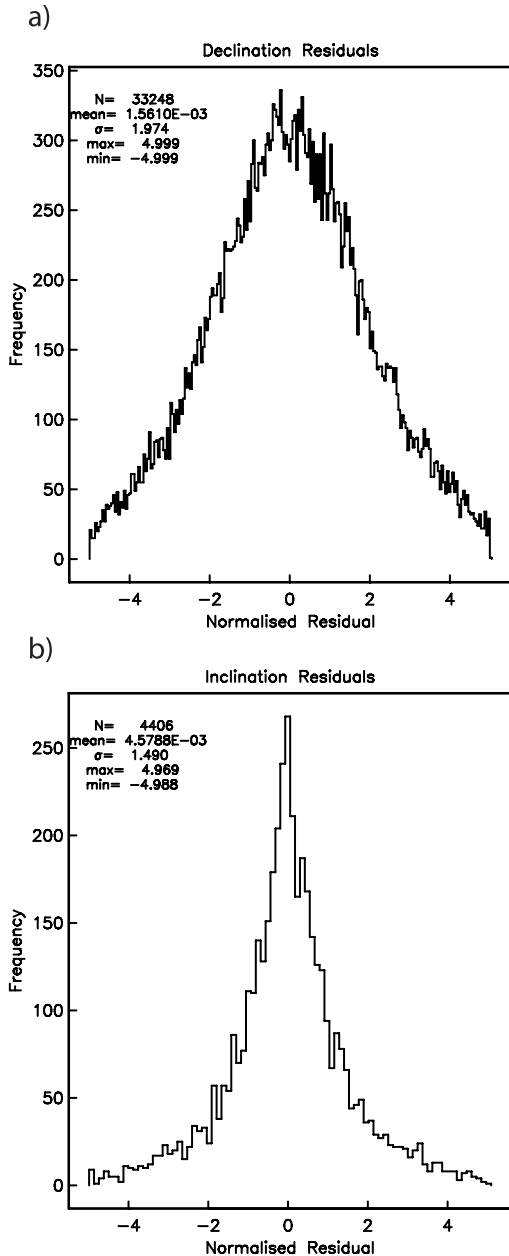 a)
Declination Residuals
350
300
250
200
150
100
50
0
N= 33248
mean= 1.5610E-03
σ= 1.974
max= 4.999
min= -4.999
Frequency
-4 -2 0 2 4
Normalised Residual
b)
Inclination Residuals
250
200
150
100
50
0
N= 4406
mean= 4.5788E-03
σ= 1.490
max= 4.969
min= -4.988
Frequency
-4 -2 0 2 4
Normalised Residual